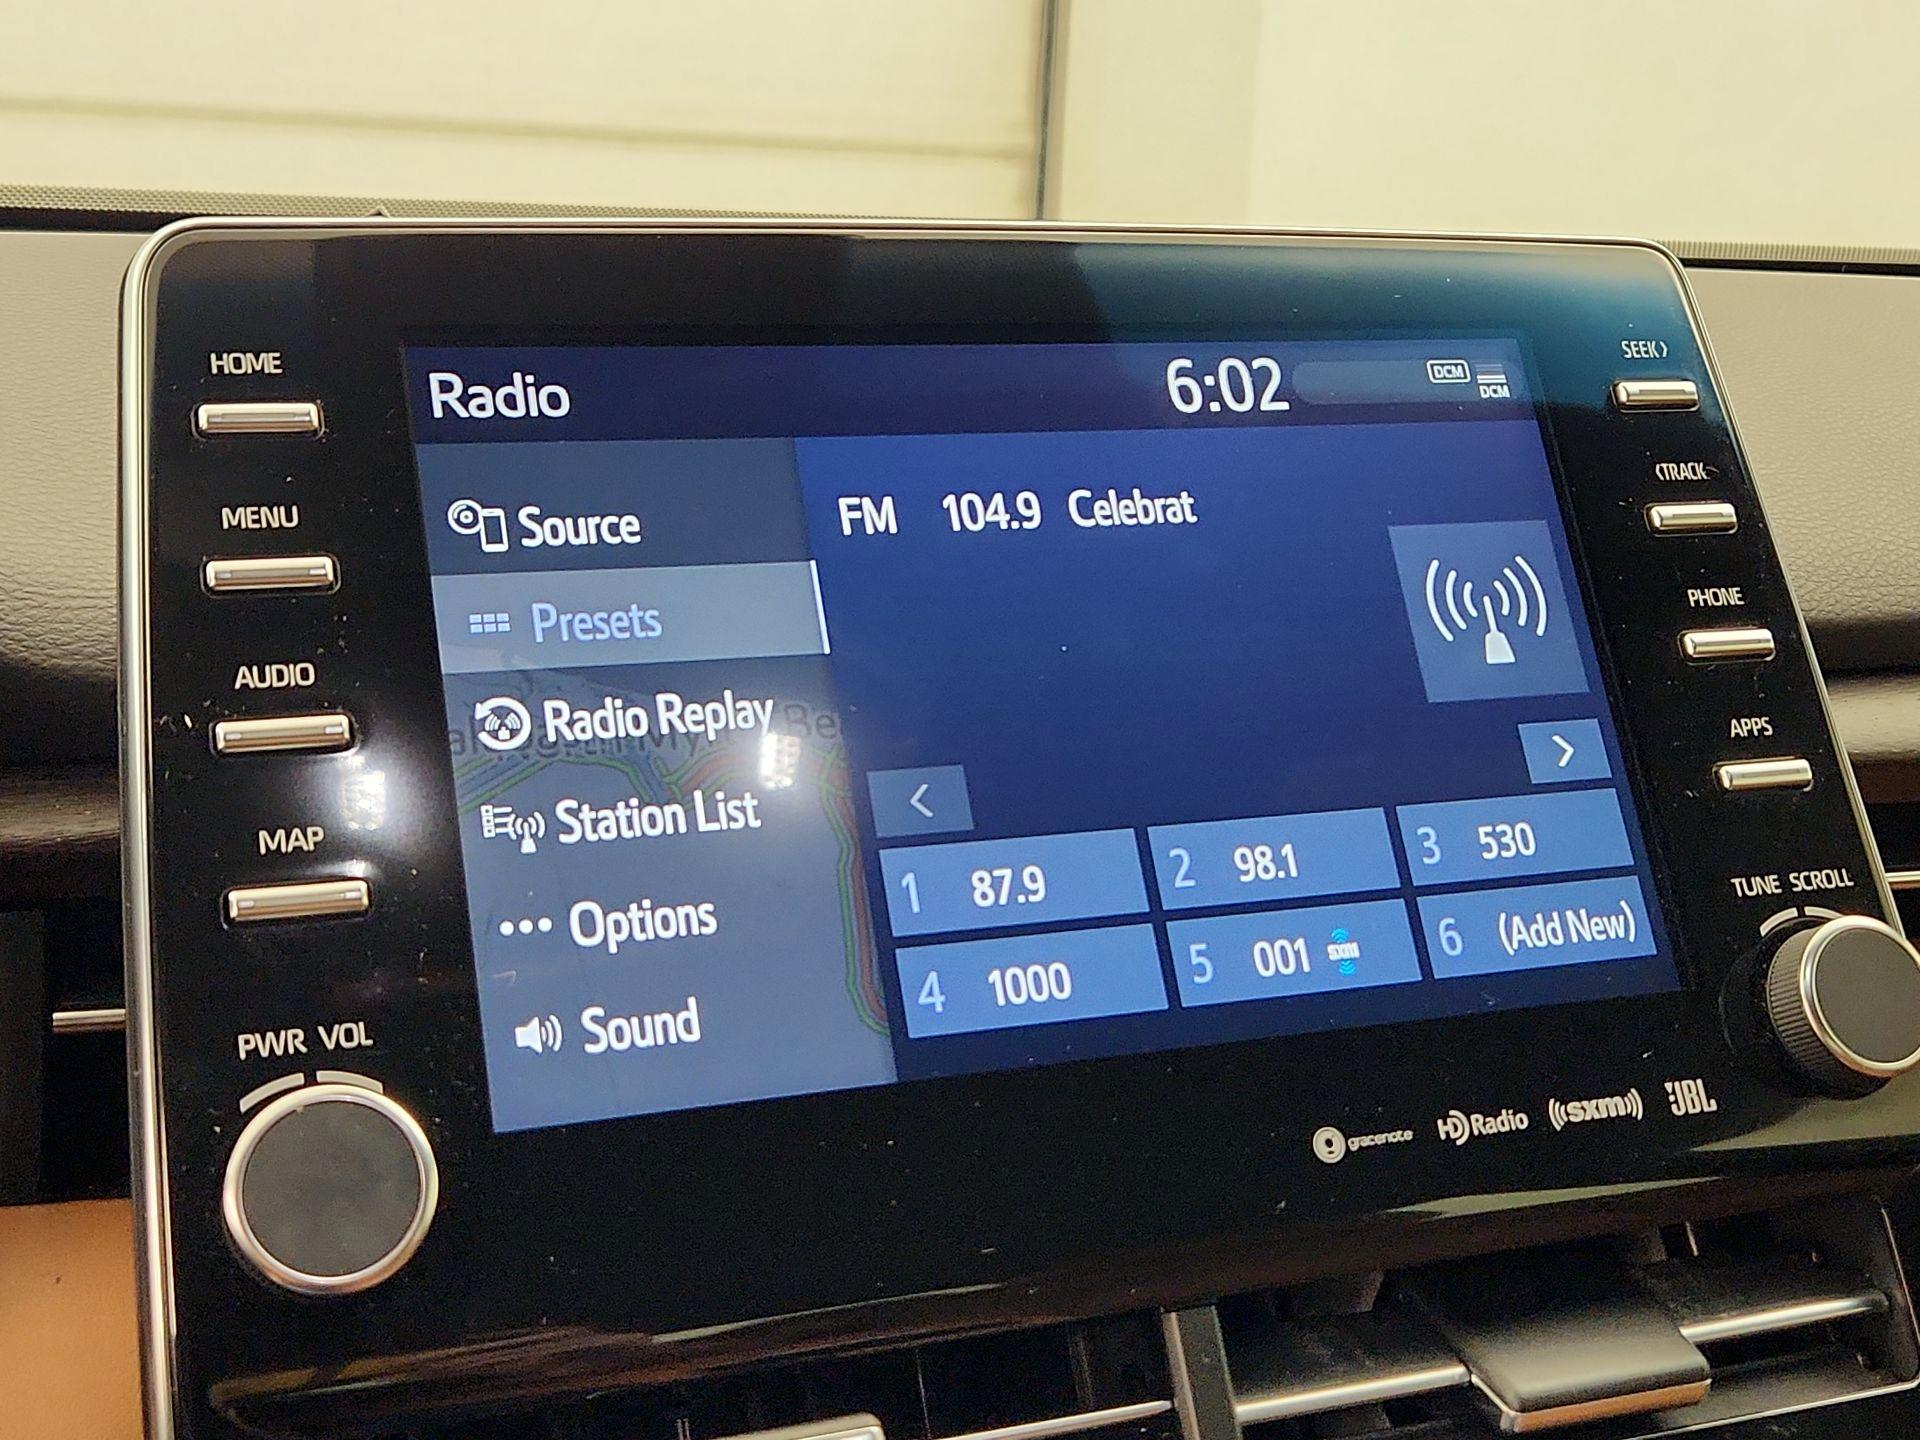 HOME
MENU
AUDIO
MAP
PWR VOL
Radio
6:02
DCM
DCM
Source
Presets
Radio Replay
Station List
Options
Sound
FM 104.9 Celebrat
<
>
1 87.9
2 98.1
3 530
4 1000
5 001 sxm
6 (Add New)
SEEK>
<TRACK
PHONE
APPS
TUNE SCROLL
gracenote
HD Radio
((sxm))
JBL